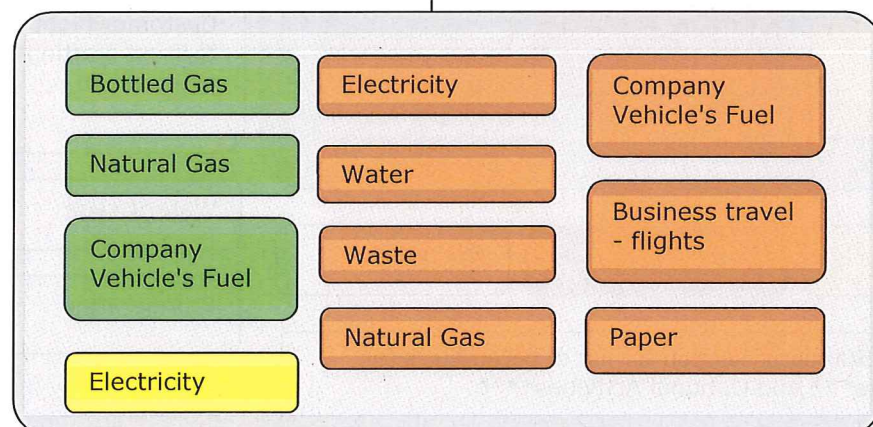 Bottled Gas
Natural Gas
Company
Vehicle's Fuel
Electricity
Electricity
Water
Waste
Natural Gas
Company
Vehicle's Fuel
Business travel
- flights
Paper